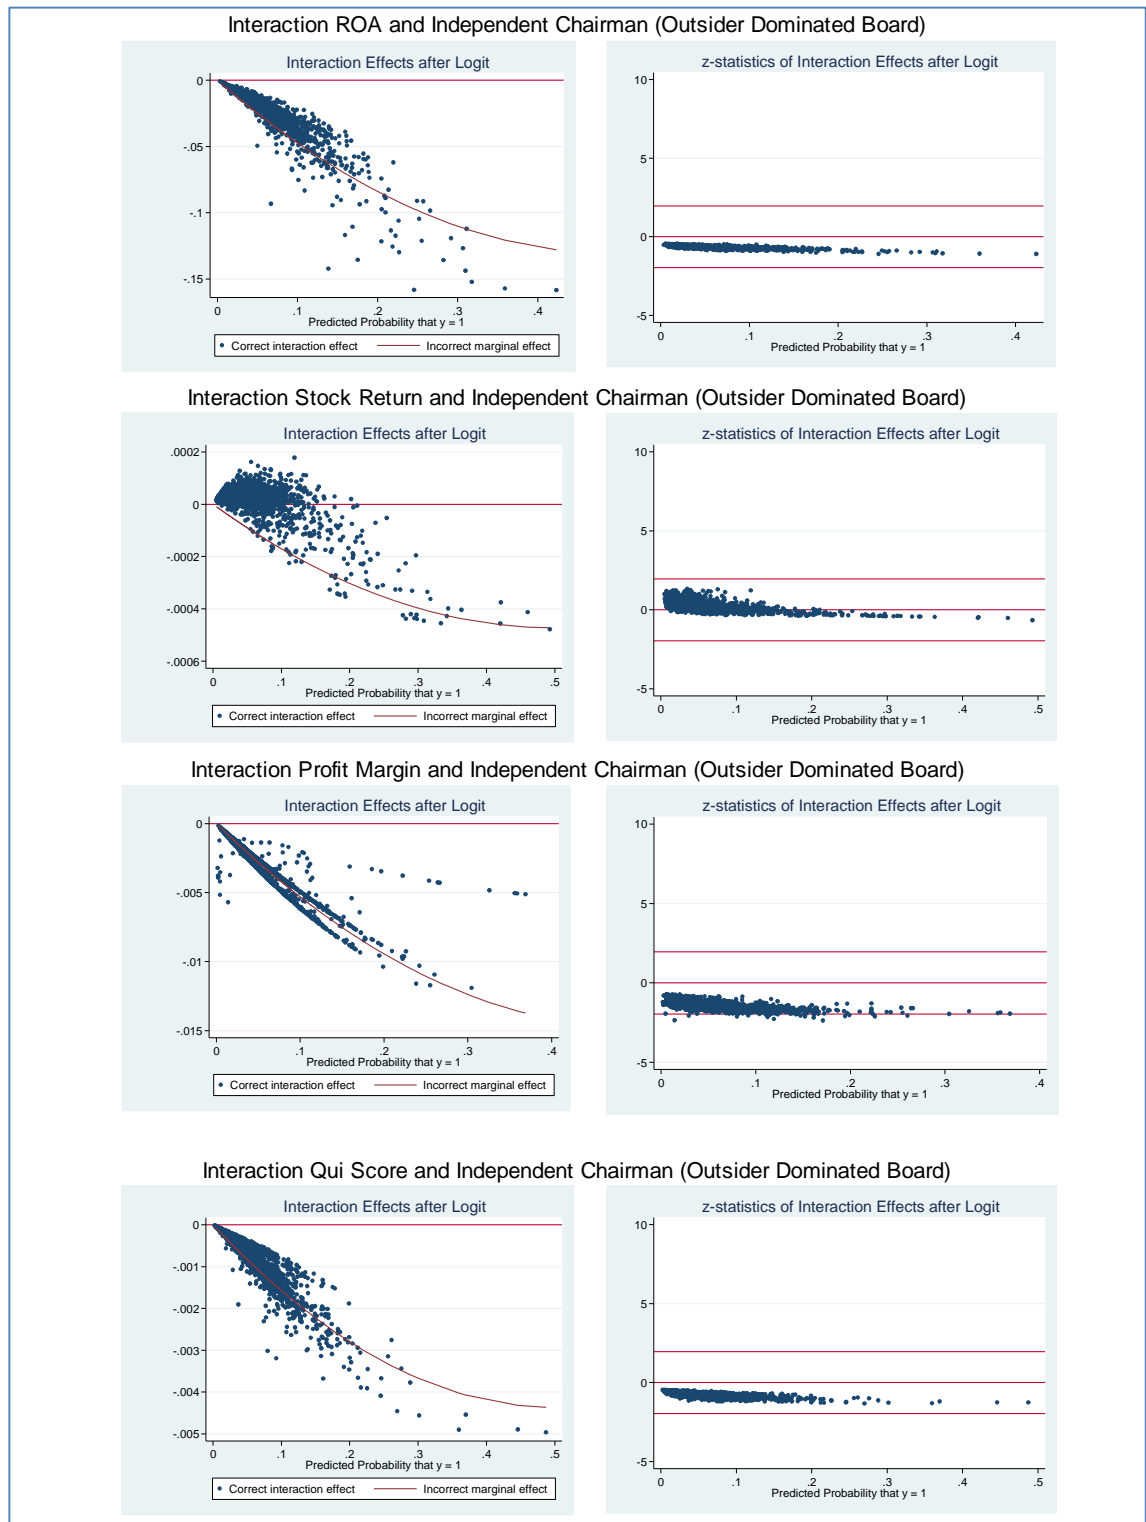 Interaction ROA and Independent Chairman (Outsider Dominated Board)
Interaction Effects after Logit
0
-.05
-.1
-.15
0 .1 .2 .3 .4
Predicted Probability that y = 1
Correct interaction effect Incorrect marginal effect
z-statistics of Interaction Effects after Logit
10
5
0
-5
0 .1 .2 .3 .4
Predicted Probability that y = 1
Interaction Stock Return and Independent Chairman (Outsider Dominated Board)
Interaction Effects after Logit
.0002
0
-.0002
-.0004
-.0006
0 .1 .2 .3 .4 .5
Predicted Probability that y = 1
Correct interaction effect Incorrect marginal effect
z-statistics of Interaction Effects after Logit
10
5
0
-5
0 .1 .2 .3 .4 .5
Predicted Probability that y = 1
Interaction Profit Margin and Independent Chairman (Outsider Dominated Board)
Interaction Effects after Logit
0
-.005
-.01
-.015
0 .1 .2 .3 .4
Predicted Probability that y = 1
Correct interaction effect Incorrect marginal effect
z-statistics of Interaction Effects after Logit
10
5
0
-5
0 .1 .2 .3 .4
Predicted Probability that y = 1
Interaction Qui Score and Independent Chairman (Outsider Dominated Board)
Interaction Effects after Logit
0
-.001
-.002
-.003
-.004
-.005
0 .1 .2 .3 .4 .5
Predicted Probability that y = 1
Correct interaction effect Incorrect marginal effect
z-statistics of Interaction Effects after Logit
10
5
0
-5
0 .1 .2 .3 .4 .5
Predicted Probability that y = 1